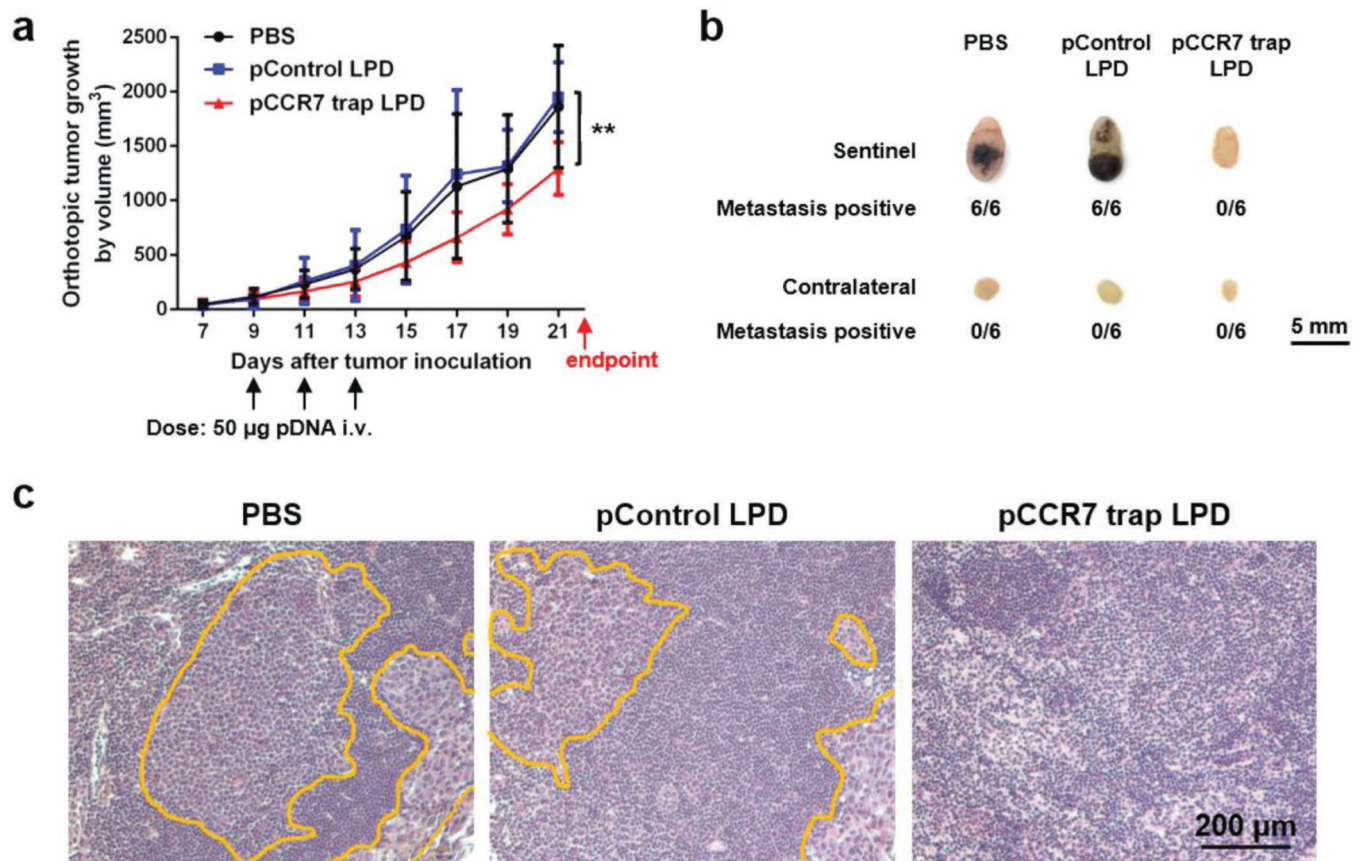 a
2500
2000
1500
1000
500
0
Orthotopic tumor growth
by volume (mm³)
PBS
pControl LPD
pCCR7 trap LPD
**
7 9 11 13 15 17 19 21
Days after tumor inoculation
endpoint
Dose: 50 µg pDNA i.v.
b
PBS pControl LPD pCCR7 trap LPD
Sentinel
Metastasis positive 6/6 6/6 0/6
Contralateral
Metastasis positive 0/6 0/6 0/6
5 mm
c
PBS pControl LPD pCCR7 trap LPD
200 µm